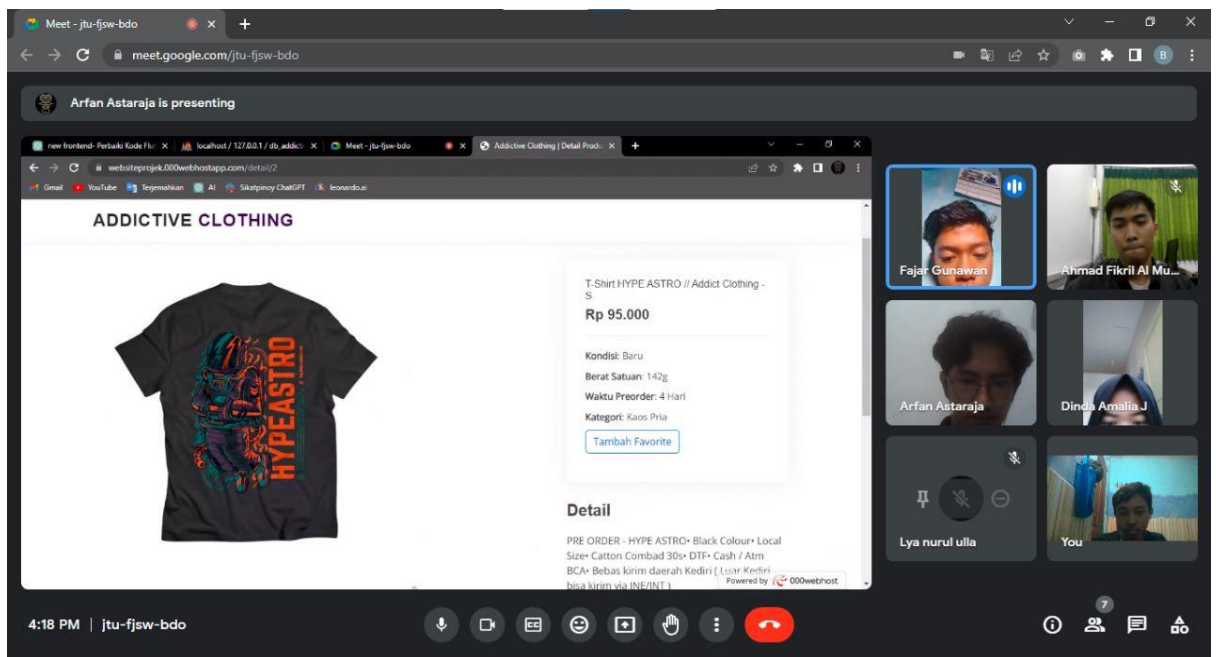 Meet - jtu-fjsw-bdo
meet.google.com/jtu-fjsw-bdo
B
Arfan Astaraja is presenting
new frontend- Perbaiki Kode Flu
localhost / 127.0.0.1 / db_addict
Meet - jtu-fjsw-bdo
Addictive Clothing | Detail Produ
websiteprojek.000webhostapp.com/detail/2
Gmail
YouTube
Terjemahkan
AI
Sikatpinoy ChatGPT
leonardo.ai
ADDICTIVE CLOTHING
HYPEASTRO
T-Shirt HYPE ASTRO // Addict Clothing -
S
Rp 95.000
Kondisi: Baru
Berat Satuan: 142g
Waktu Preorder: 4 Hari
Kategori: Kaos Pria
Tambah Favorite
Detail
PRE ORDER - HYPE ASTRO• Black Colour• Local
Size• Catton Combad 30s• DTF• Cash / Atm
BCA• Bebas kirim daerah Kediri ( Luar Kediri
bisa kirim via JNE/JNT )
Powered by 000webhost
Fajar Gunawan
Ahmad Fikril Al Mu...
Arfan Astaraja
Dinda Amalia J
Lya nurul ulla
You
4:18 PM | jtu-fjsw-bdo
CC
7